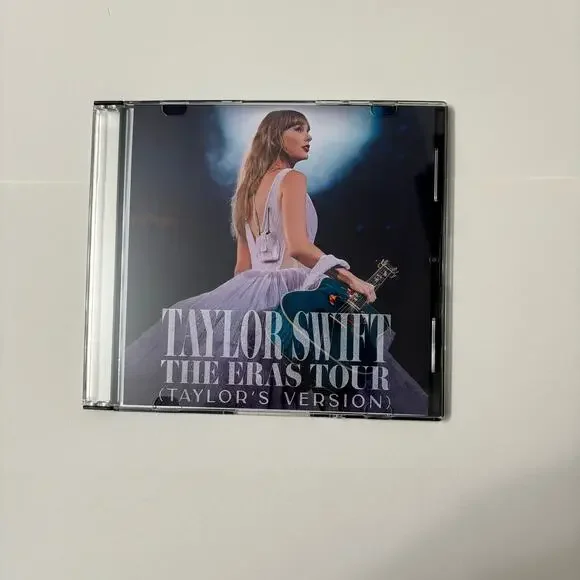 TAYLOR SWIFT
THE ERAS TOUR
(TAYLOR'S VERSION)